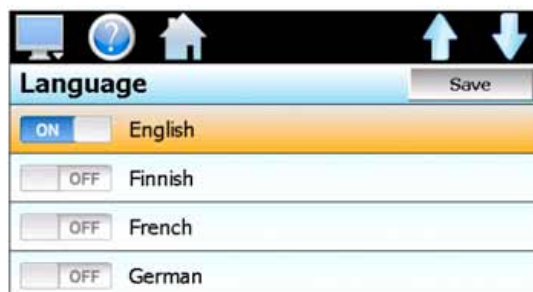 ?
Language Save
ON English
OFF Finnish
OFF French
OFF German